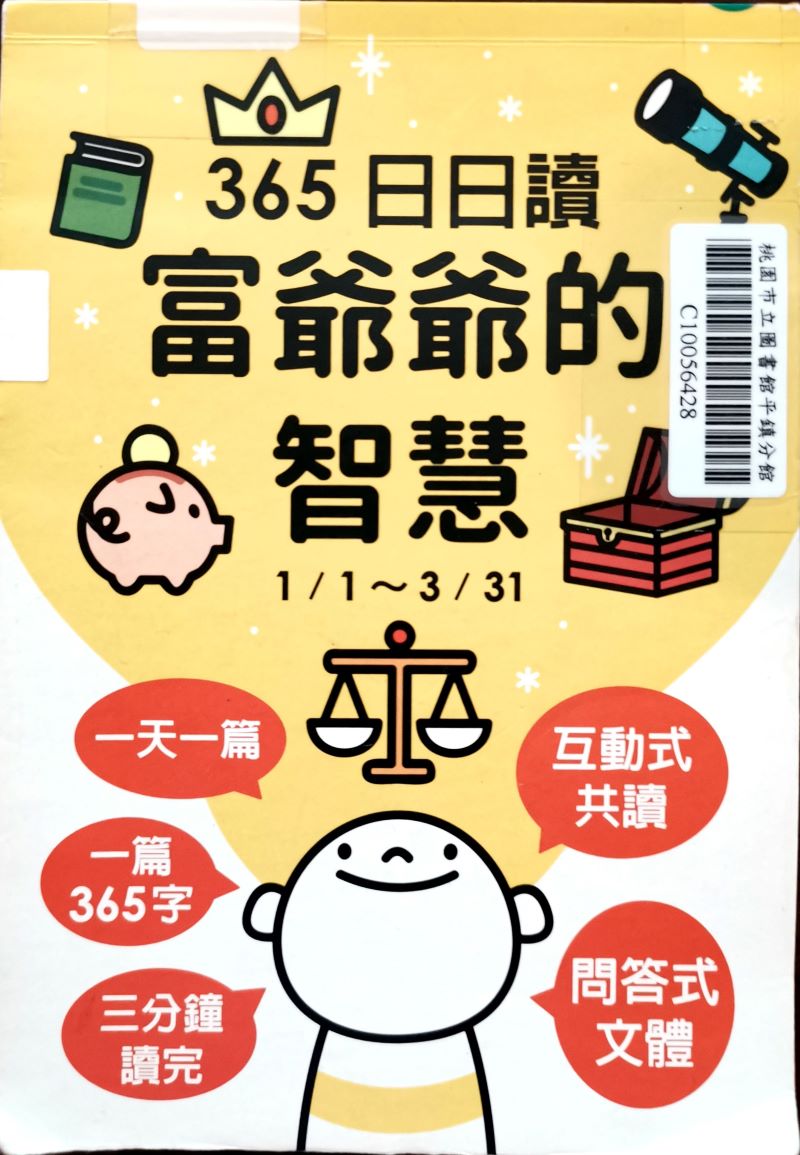 365 日日讀
富爺爺的
智慧
1/1～3/31
桃園市立圖書館平鎮分館
C10056428
一天一篇
互動式
共讀
一篇
365字
問答式
文體
三分鐘
讀完